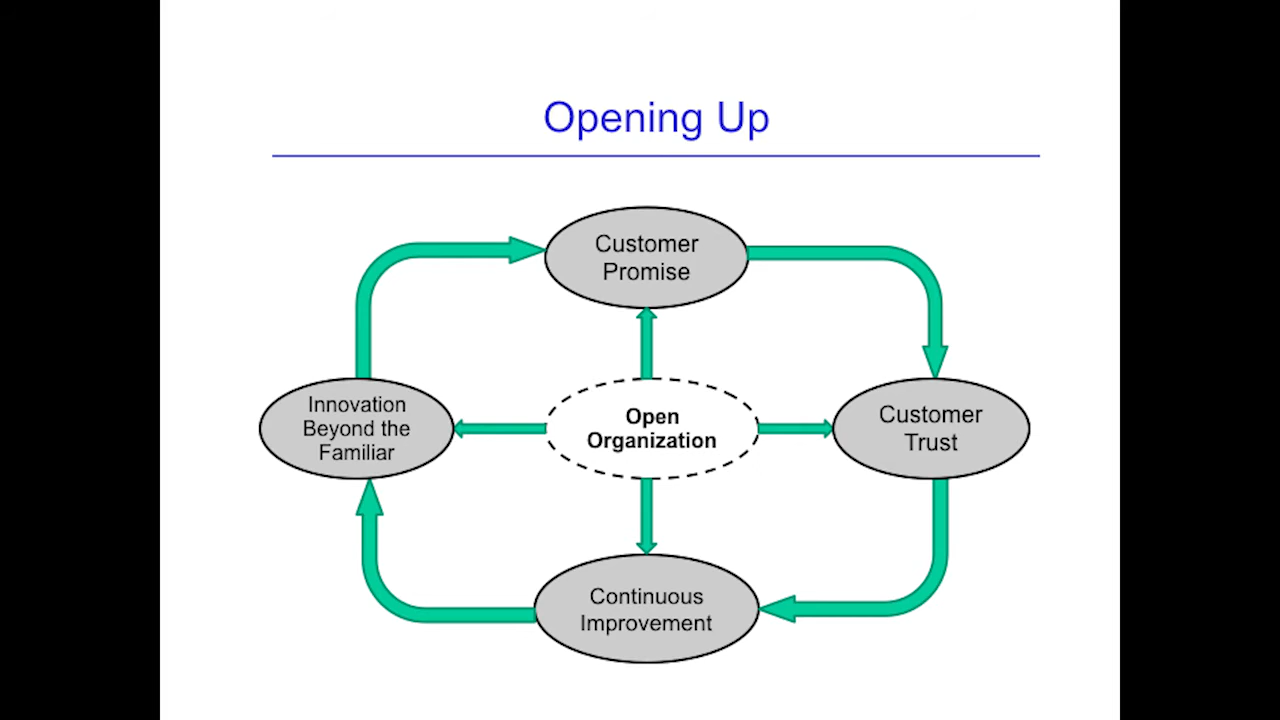 Opening Up
Customer
Promise
Innovation
Beyond the
Familiar
Open
Organization
Customer
Trust
Continuous
Improvement